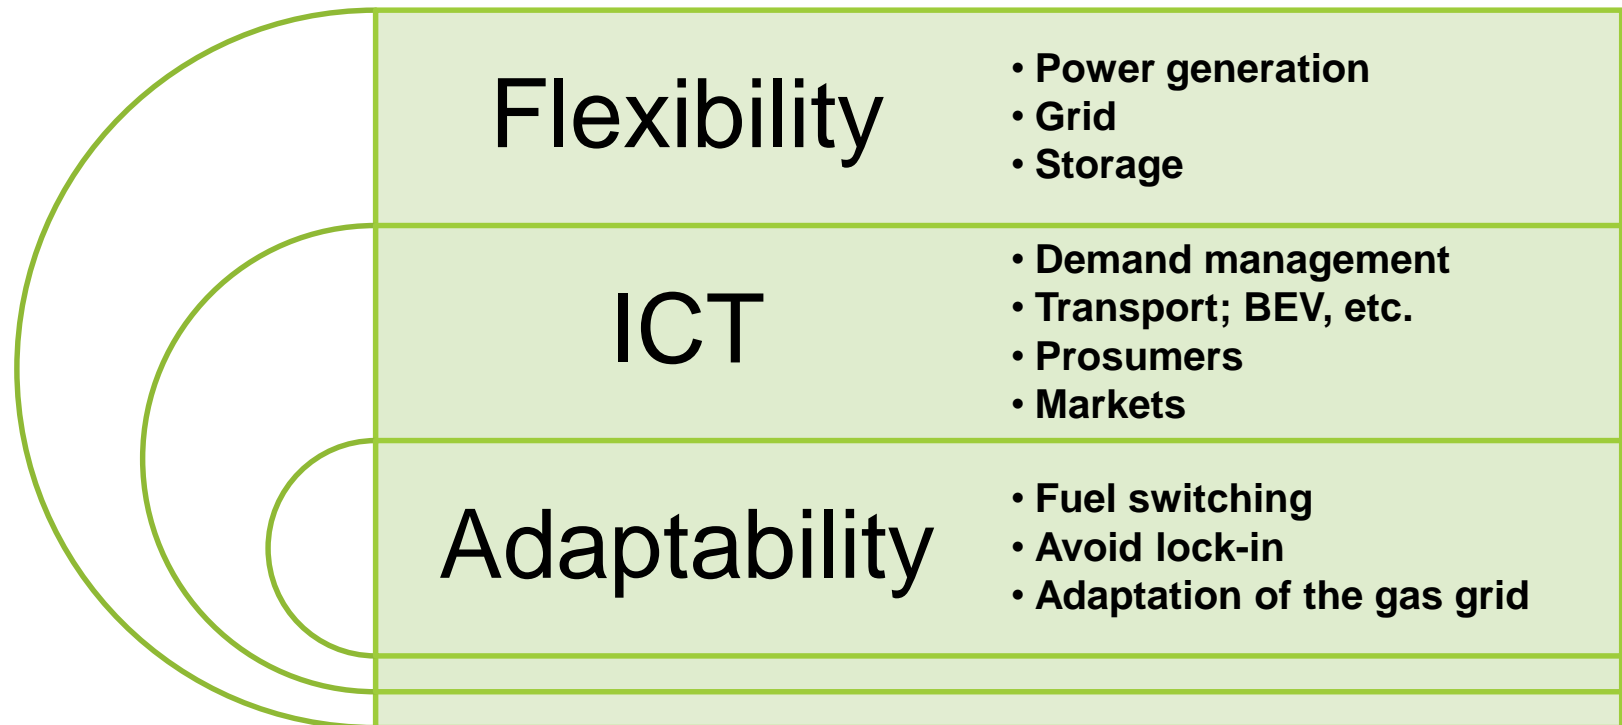 Flexibility
• Power generation
• Grid
• Storage
ICT
• Demand management
• Transport; BEV, etc.
• Prosumers
• Markets
Adaptability
• Fuel switching
• Avoid lock-in
• Adaptation of the gas grid